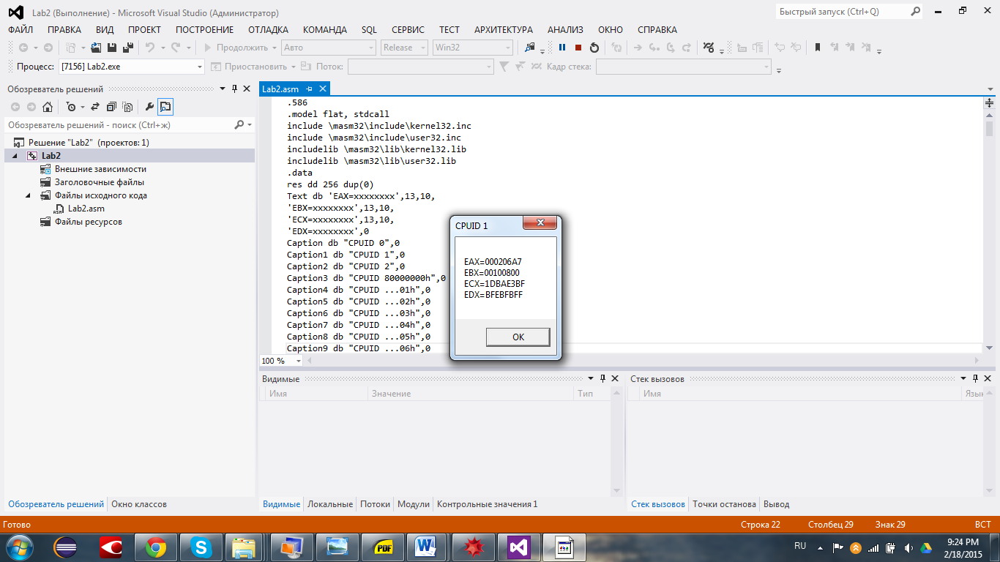 Lab2 (Выполнение) - Microsoft Visual Studio (Администратор)
Быстрый запуск (Ctrl+Q)
ФАЙЛ ПРАВКА ВИД ПРОЕКТ ПОСТРОЕНИЕ ОТЛАДКА КОМАНДА SQL СЕРВИС ТЕСТ АРХИТЕКТУРА АНАЛИЗ ОКНО СПРАВКА
Продолжить Авто Release Win32
Процесс: [7156] Lab2.exe Приостановить Поток: Кадр стека:
Обозреватель решений
Обозреватель решений - поиск (Ctrl+ж)
Решение "Lab2" (проектов: 1)
Lab2
Внешние зависимости
Заголовочные файлы
Файлы исходного кода
Lab2.asm
Файлы ресурсов
Lab2.asm
.586
.model flat, stdcall
include \masm32\include\kernel32.inc
include \masm32\include\user32.inc
includelib \masm32\lib\kernel32.lib
includelib \masm32\lib\user32.lib
.data
res dd 256 dup(0)
Text db 'EAX=xxxxxxxx',13,10,
'EBX=xxxxxxxx',13,10,
'ECX=xxxxxxxx',13,10,
'EDX=xxxxxxxx',0
Caption db "CPUID 0",0
Caption1 db "CPUID 1",0
Caption2 db "CPUID 2",0
Caption3 db "CPUID 80000000h",0
Caption4 db "CPUID ...01h",0
Caption5 db "CPUID ...02h",0
Caption6 db "CPUID ...03h",0
Caption7 db "CPUID ...04h",0
Caption8 db "CPUID ...05h",0
Caption9 db "CPUID ...06h",0
100 %
CPUID 1
EAX=000206A7
EBX=00100800
ECX=1DBAE3BF
EDX=BFEBFBFF
OK
Видимые
Имя Значение Тип
Стек вызовов
Имя Язык
Обозреватель решений Окно классов
Видимые Локальные Потоки Модули Контрольные значения 1
Стек вызовов Точки останова Вывод
Готово Строка 22 Столбец 29 Знак 29 ВСТ
PDF
RU
9:24 PM
2/18/2015